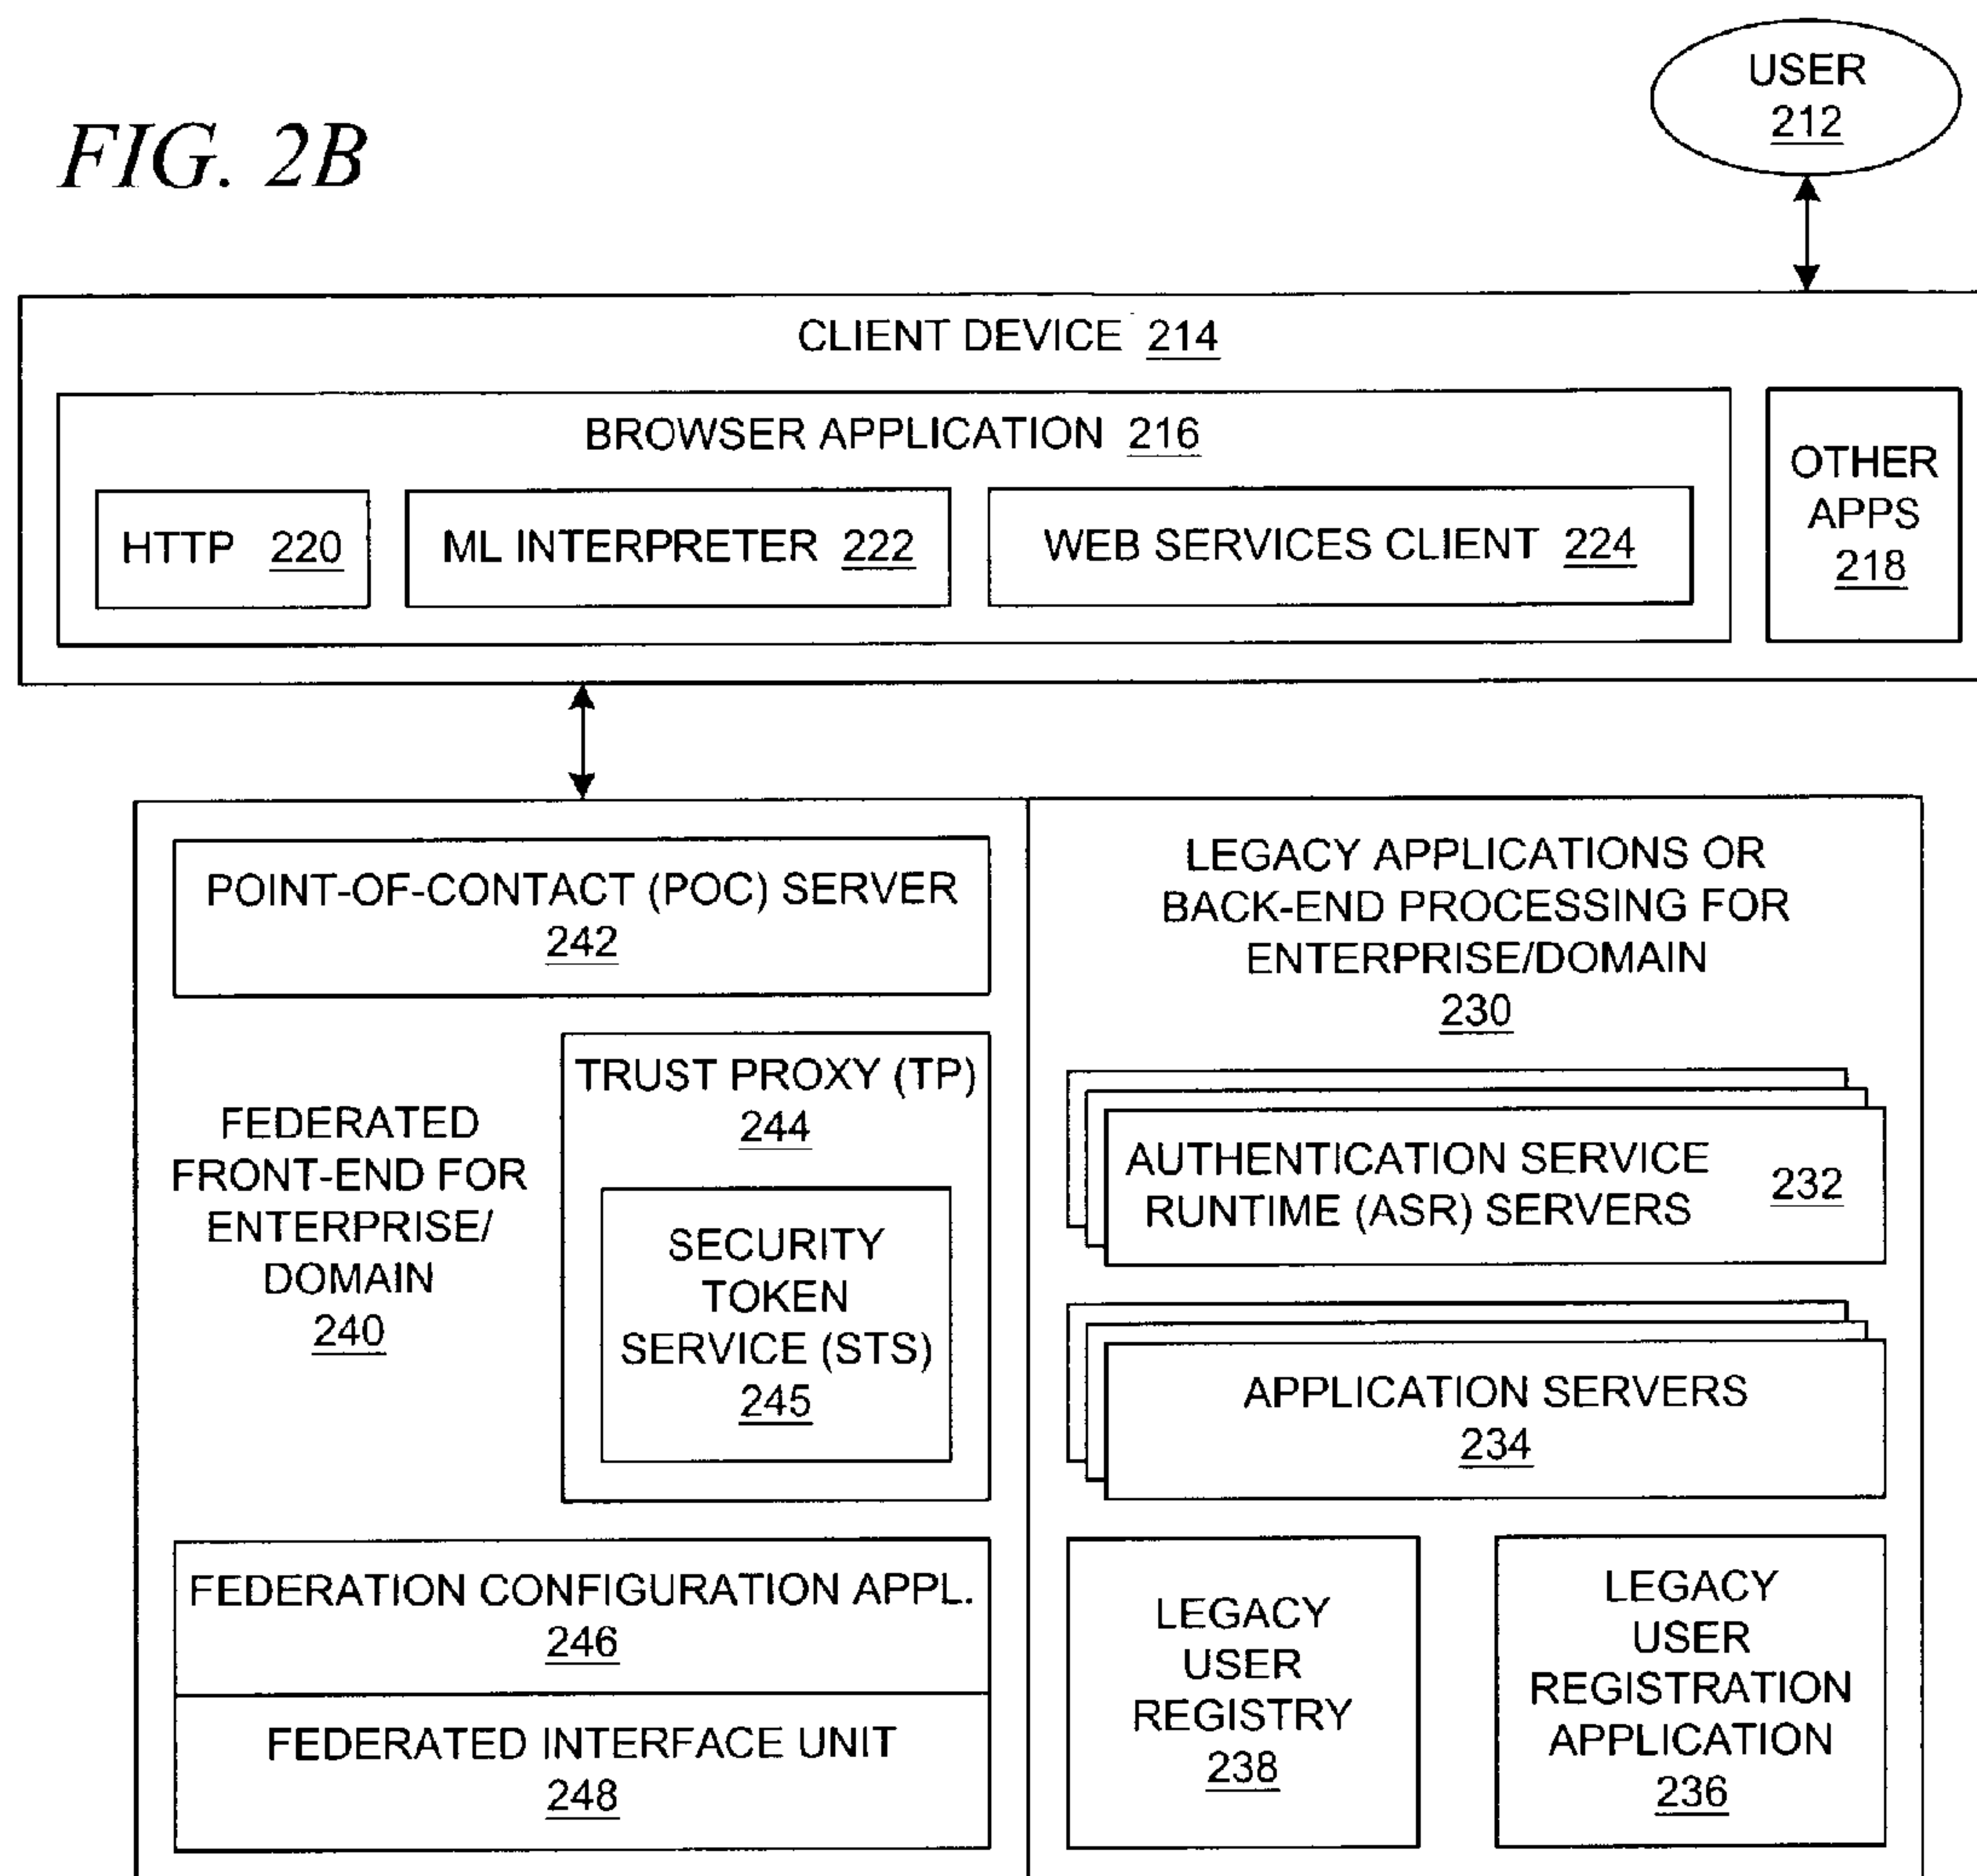 FIG. 2B
USER
212
CLIENT DEVICE 214
BROWSER APPLICATION 216
HTTP 220
ML INTERPRETER 222
WEB SERVICES CLIENT 224
OTHER
APPS
218
POINT-OF-CONTACT (POC) SERVER
242
FEDERATED
FRONT-END FOR
ENTERPRISE/
DOMAIN
240
TRUST PROXY (TP)
244
SECURITY
TOKEN
SERVICE (STS)
245
FEDERATION CONFIGURATION APPL.
246
FEDERATED INTERFACE UNIT
248
LEGACY APPLICATIONS OR
BACK-END PROCESSING FOR
ENTERPRISE/DOMAIN
230
AUTHENTICATION SERVICE
RUNTIME (ASR) SERVERS
232
APPLICATION SERVERS
234
LEGACY
USER
REGISTRY
238
LEGACY
USER
REGISTRATION
APPLICATION
236